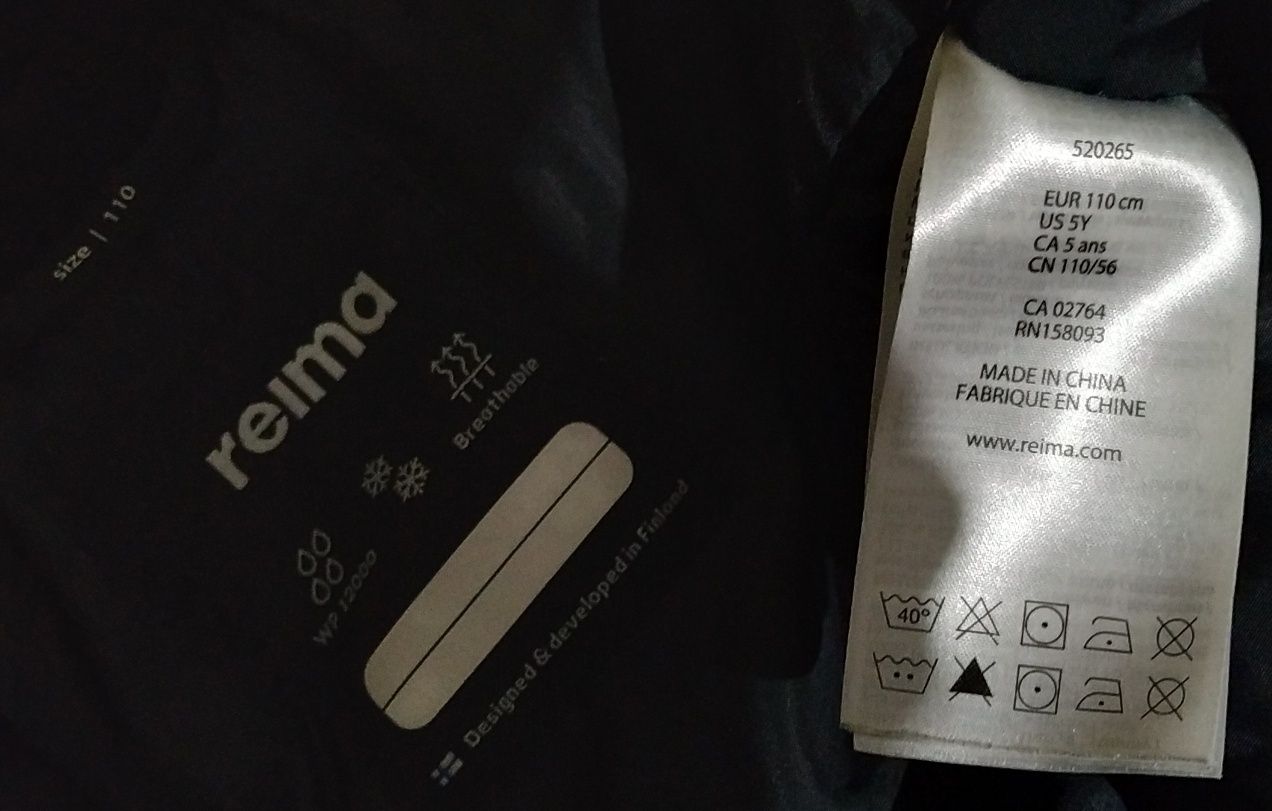 size | 110
reima
Breathable
WP 12000
Designed & developed in Finland
520265
EUR 110 cm
US 5Y
CA 5 ans
CN 110/56
CA 02764
RN158093
MADE IN CHINA
FABRIQUE EN CHINE
www.reima.com
40°